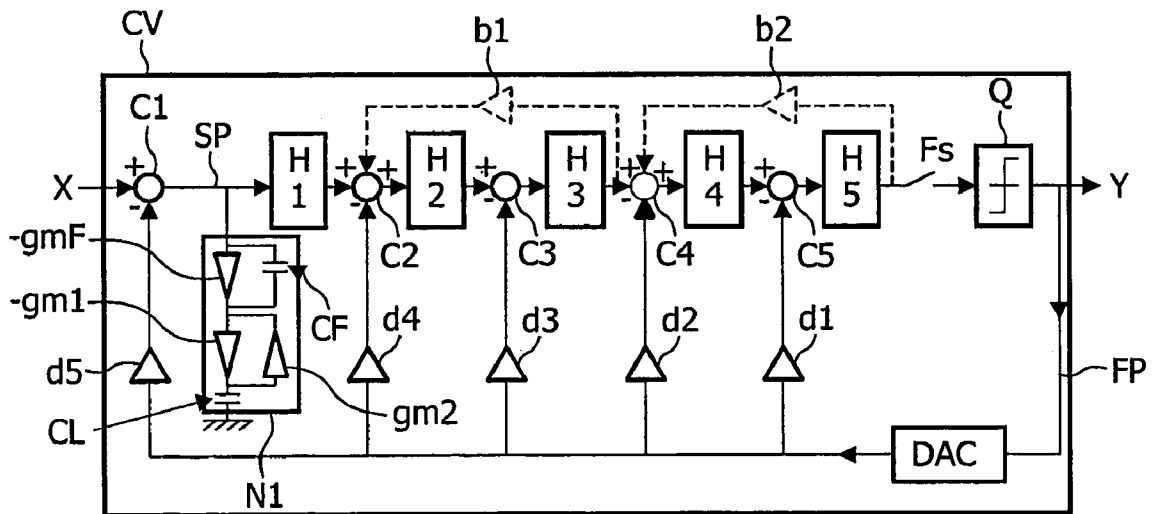 CV
b1
b2
C1
SP
Q
Fs
X
+
-
H
1
+
-
+
H
2
+
-
H
3
+
-
+
H
4
+
-
H
5
Y
C2
C3
C4
C5
-gmF
-gm1
CF
d5
d4
d3
d2
d1
FP
CL
gm2
N1
DAC